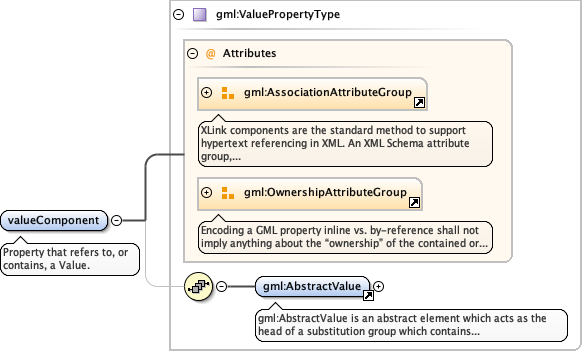 gml:ValuePropertyType
@ Attributes
gml:AssociationAttributeGroup
XLink components are the standard method to support
hypertext referencing in XML. An XML Schema attribute
group,...
gml:OwnershipAttributeGroup
Encoding a GML property inline vs. by-reference shall not
imply anything about the “ownership” of the contained or...
valueComponent
Property that refers to, or
contains, a Value.
gml:AbstractValue
gml:AbstractValue is an abstract element which acts as the
head of a substitution group which contains...